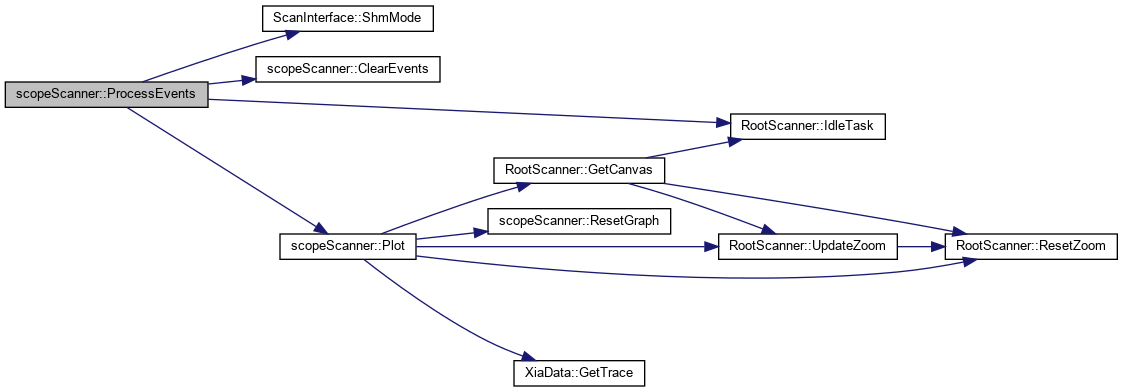 ScanInterface::ShmMode
scopeScanner::ClearEvents
scopeScanner::ProcessEvents
RootScanner::IdleTask
RootScanner::GetCanvas
scopeScanner::ResetGraph
scopeScanner::Plot
RootScanner::UpdateZoom
RootScanner::ResetZoom
XiaData::GetTrace